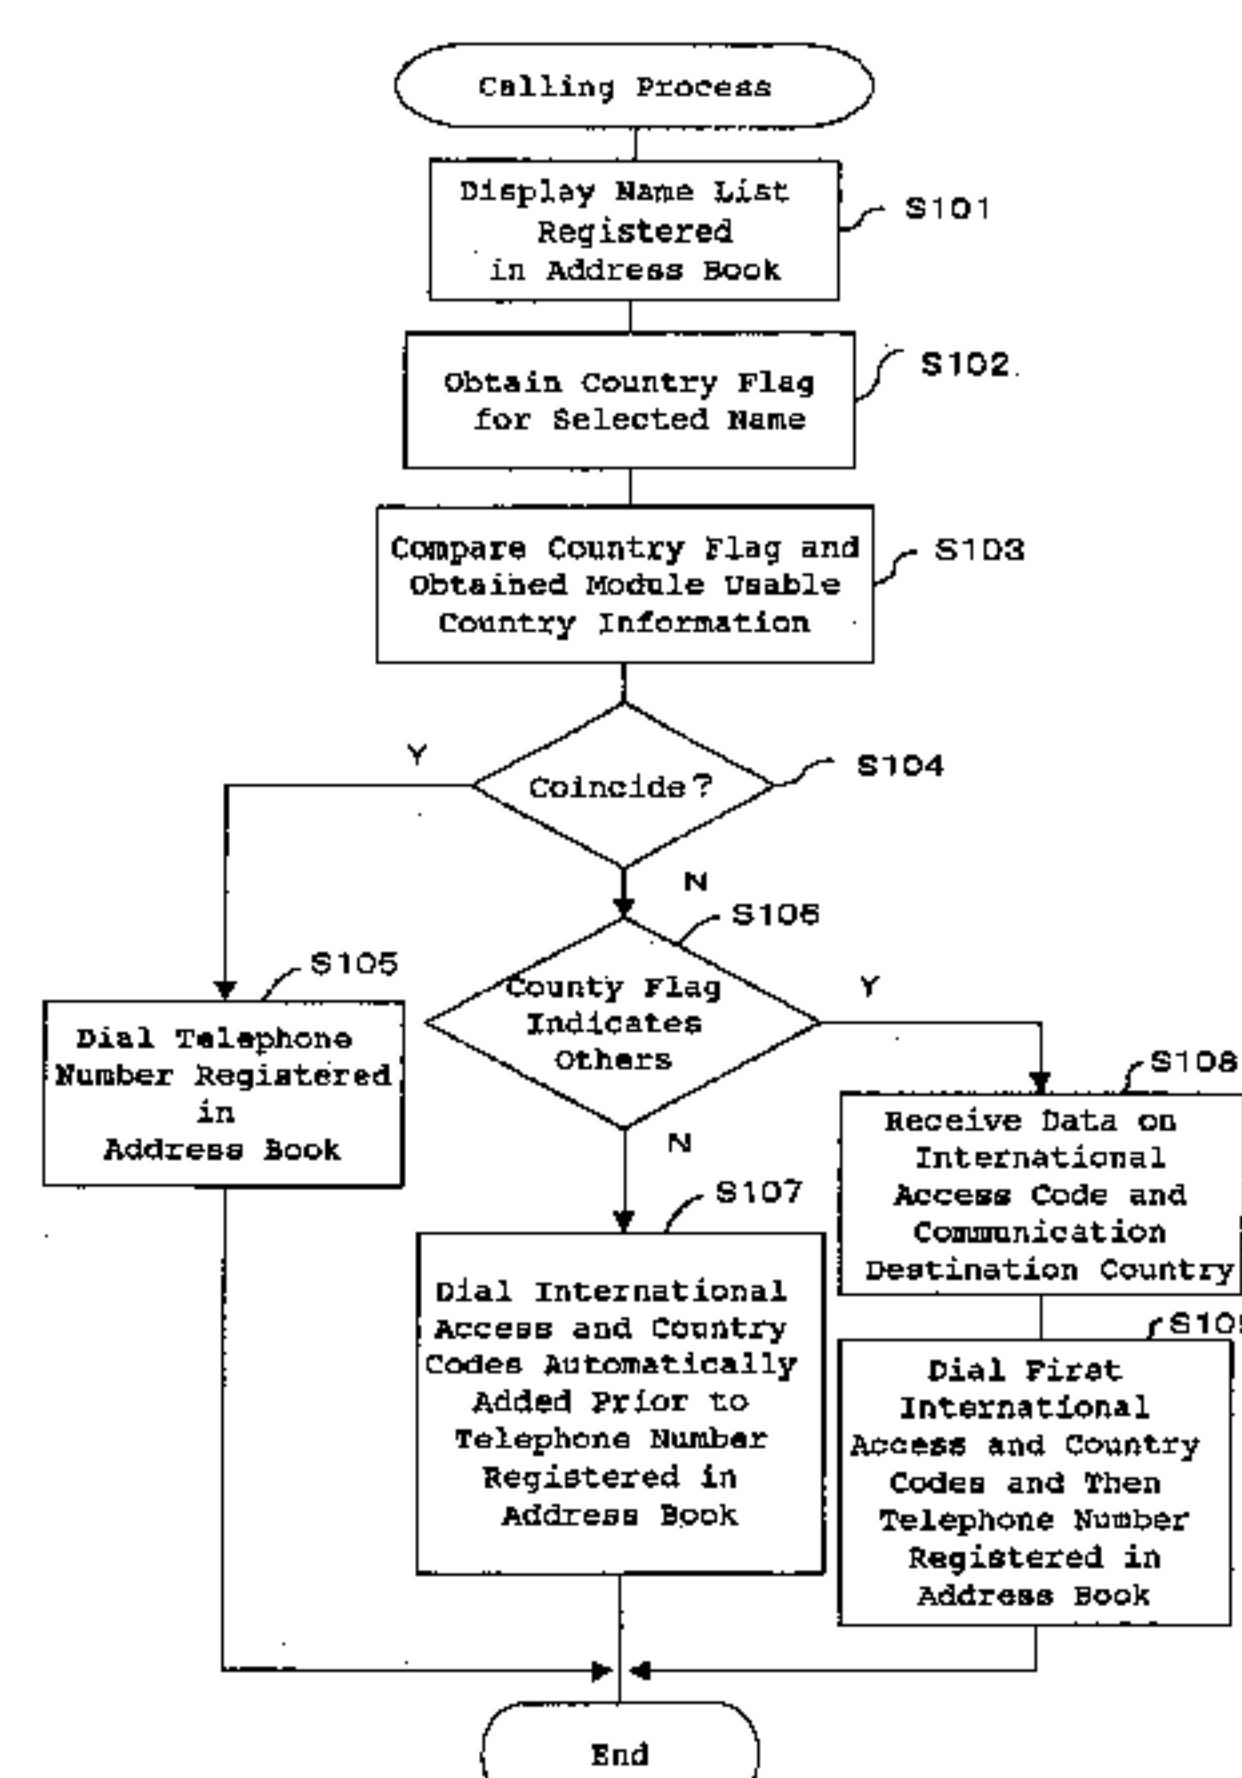 Calling Process
Display Name List
Registered
in Address Book
S101
Obtain Country Flag
for Selected Name
S102.
Compare Country Flag and
Obtained Module Usable
Country Information
S103
Coincide?
S104
Y
N
S106
County Flag
Indicates
Others
Y
N
S105
Dial Telephone
Number Registered
in
Address Book
S107
Dial International
Access and Country
Codes Automatically
Added Prior to
Telephone Number
Registered in
Address Book
S108
Receive Data on
International
Access Code and
Communication
Destination Country
Dial First
International
Access and Country
Codes and Then
Telephone Number
Registered in
Address Book
End